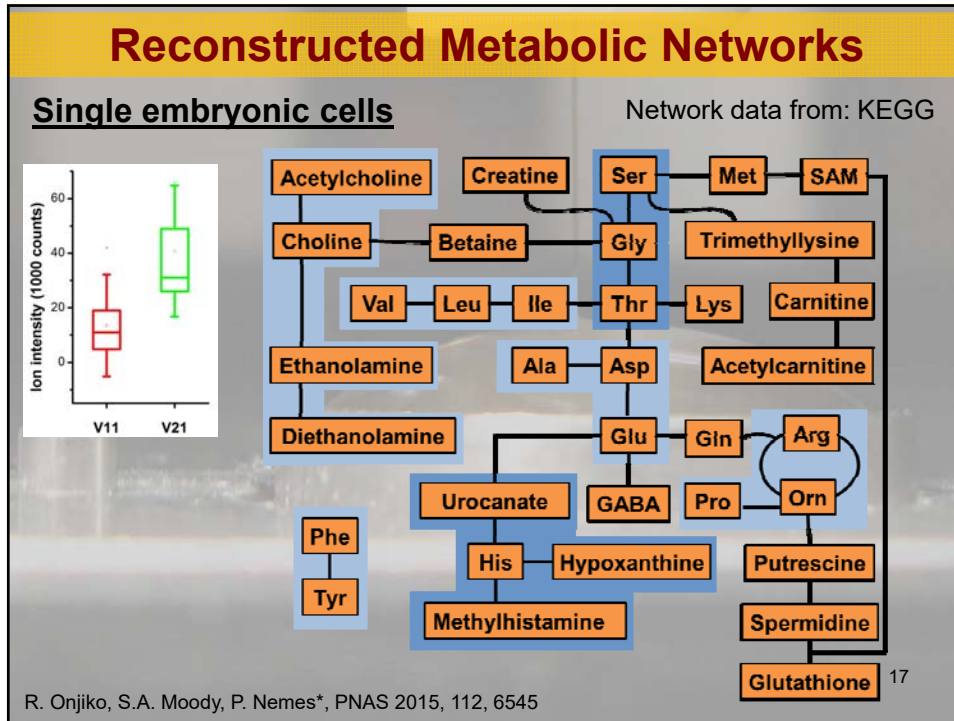 Reconstructed Metabolic Networks
Single embryonic cells
Network data from: KEGG
Ion intensity (1000 counts)
60
40
20
0
V11 V21
Acetylcholine Creatine Ser Met SAM
Choline Betaine Gly Trimethyllysine
Val Leu Ile Thr Lys Carnitine
Ethanolamine Ala Asp Acetylcarnitine
Diethanolamine Glu Gln Arg
Urocanate GABA Pro Orn
Phe His Hypoxanthine Putrescine
Tyr Methylhistamine Spermidine
Glutathione
17
R. Onjiko, S.A. Moody, P. Nemes*, PNAS 2015, 112, 6545